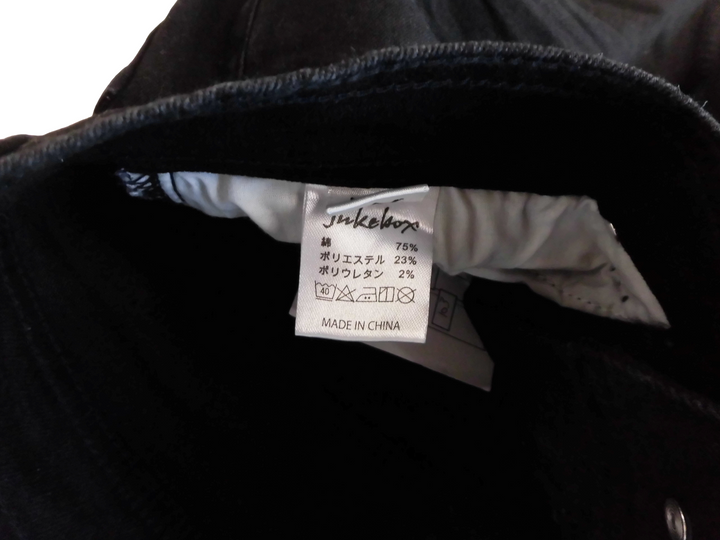 Jukebox
綿 75%
ポリエステル 23%
ポリウレタン 2%
40
MADE IN CHINA